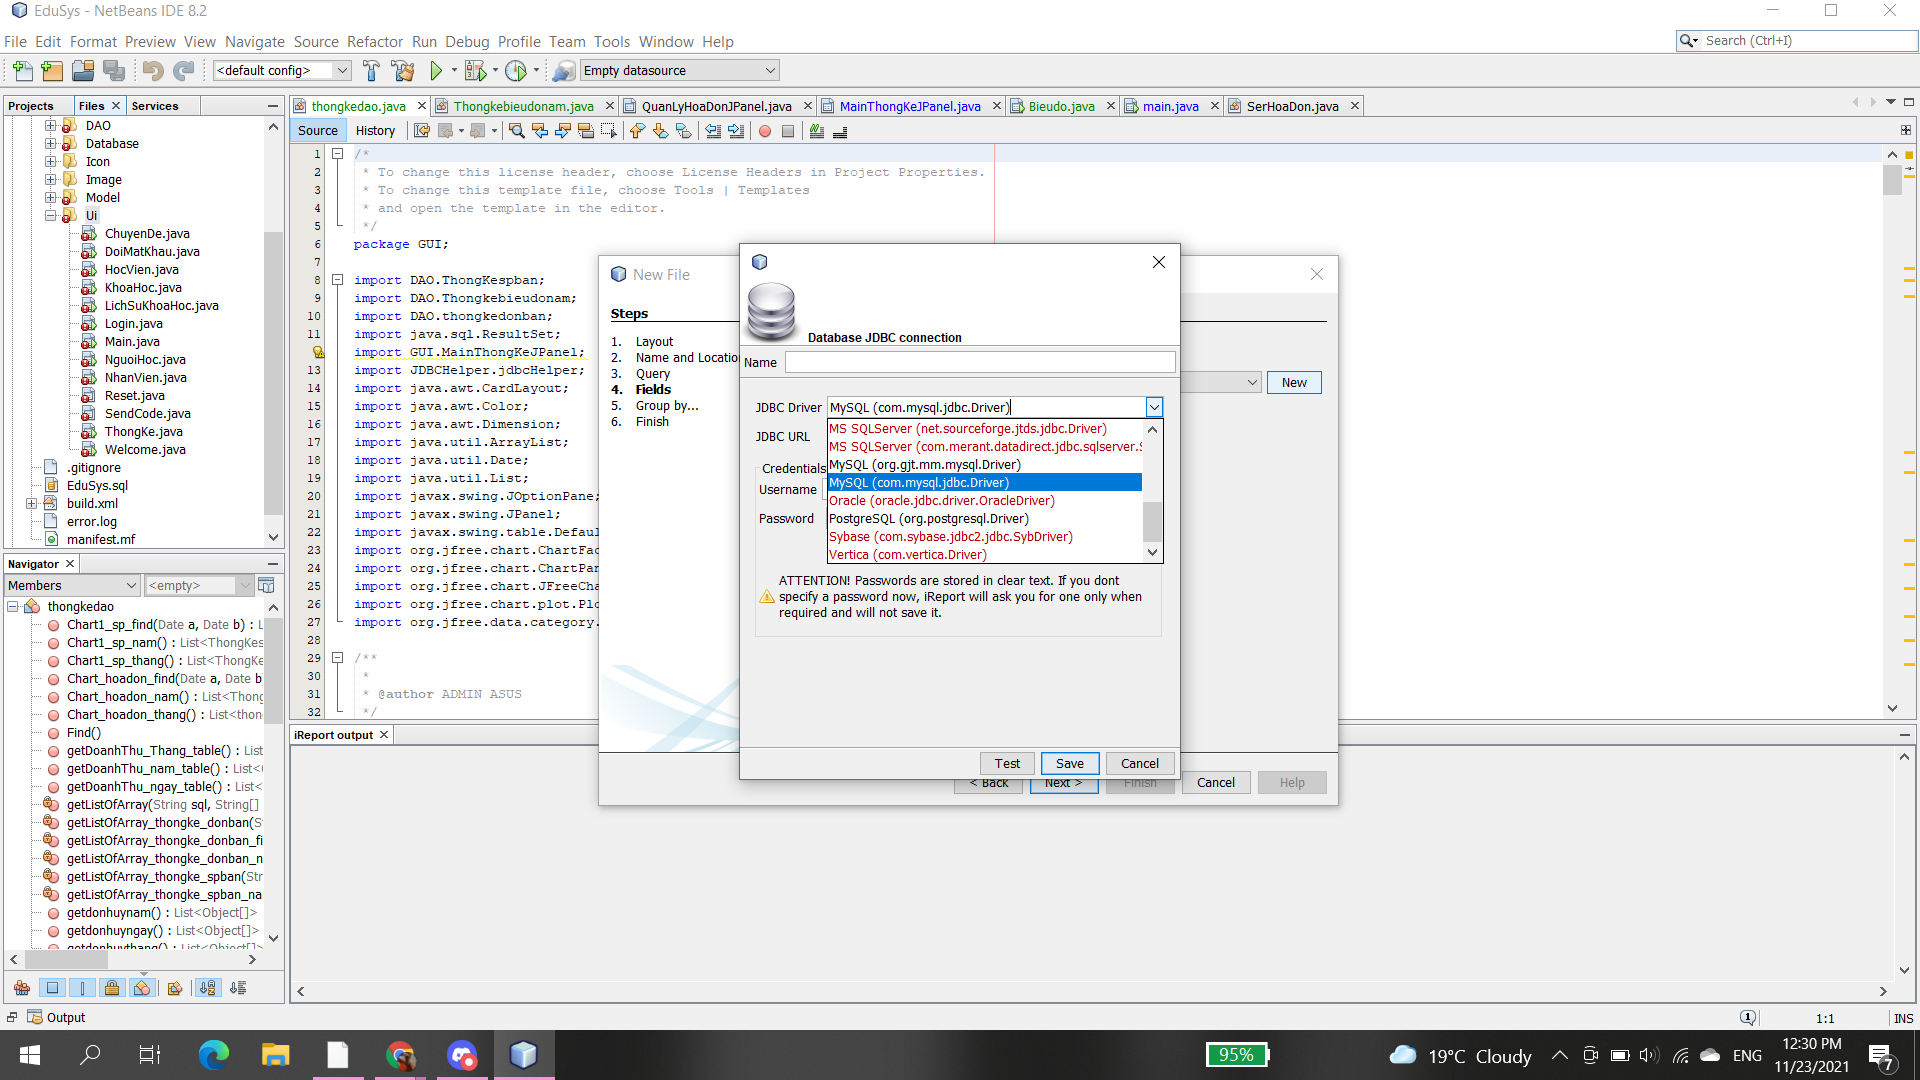 EduSys - NetBeans IDE 8.2
File Edit Format Preview View Navigate Source Refactor Run Debug Profile Team Tools Window Help
Search (Ctrl+I)
<default config>
Empty datasource
Projects Files Services
thongkedao.java Thongkebieudonam.java QuanLyHoaDonJPanel.java MainThongKeJPanel.java Bieudo.java main.java SerHoaDon.java
Source History
DAO
Database
Icon
Image
Model
Ui
ChuyenDe.java
DoiMatKhau.java
HocVien.java
KhoaHoc.java
LichSuKhoaHoc.java
Login.java
Main.java
NguoiHoc.java
NhanVien.java
Reset.java
SendCode.java
ThongKe.java
Welcome.java
.gitignore
EduSys.sql
build.xml
error.log
manifest.mf
Navigator
Members
<empty>
thongkedao
Chart1_sp_find(Date a, Date b) : L
Chart1_sp_nam() : List<ThongKes
Chart1_sp_thang() : List<ThongKe
Chart_hoadon_find(Date a, Date b
Chart_hoadon_nam() : List<Thong
Chart_hoadon_thang() : List<thon
Find()
getDoanhThu_Thang_table() : List
getDoanhThu_nam_table() : List<
getDoanhThu_ngay_table() : List<
getListOfArray(String sql, String[]
getListOfArray_thongke_donban(S
getListOfArray_thongke_donban_fi
getListOfArray_thongke_donban_n
getListOfArray_thongke_spban(Str
getListOfArray_thongke_spban_na
getdonhuynam() : List<Object[]>
getdonhuyngay() : List<Object[]>
getdonhuythang() : List<Object[]>
1 /*
2 * To change this license header, choose License Headers in Project Properties.
3 * To change this template file, choose Tools | Templates
4 * and open the template in the editor.
5 */
6 package GUI;
7
8 import DAO.ThongKespban;
9 import DAO.Thongkebieudonam;
10 import DAO.thongkedonban;
11 import java.sql.ResultSet;
import GUI.MainThongKeJPanel;
13 import JDBCHelper.jdbcHelper;
14 import java.awt.CardLayout;
15 import java.awt.Color;
16 import java.awt.Dimension;
17 import java.util.ArrayList;
18 import java.util.Date;
19 import java.util.List;
20 import javax.swing.JOptionPane;
21 import javax.swing.JPanel;
22 import javax.swing.table.Defaul
23 import org.jfree.chart.ChartFac
24 import org.jfree.chart.ChartPan
25 import org.jfree.chart.JFreeCha
26 import org.jfree.chart.plot.Plo
27 import org.jfree.data.category.
28
29 /**
30 *
31 * @author ADMIN ASUS
32 */
New File
Steps
1. Layout
2. Name and Location
3. Query
4. Fields
5. Group by...
6. Finish
New
< Back Next > Finish Cancel Help
Database JDBC connection
Name
JDBC Driver MySQL (com.mysql.jdbc.Driver)
JDBC URL
Credentials
Username
Password
MS SQLServer (net.sourceforge.jtds.jdbc.Driver)
MS SQLServer (com.merant.datadirect.jdbc.sqlserver.S
MySQL (org.gjt.mm.mysql.Driver)
MySQL (com.mysql.jdbc.Driver)
Oracle (oracle.jdbc.driver.OracleDriver)
PostgreSQL (org.postgresql.Driver)
Sybase (com.sybase.jdbc2.jdbc.SybDriver)
Vertica (com.vertica.Driver)
ATTENTION! Passwords are stored in clear text. If you dont
specify a password now, iReport will ask you for one only when
required and will not save it.
Test Save Cancel
iReport output
Output
1:1 INS
95%
19°C Cloudy
ENG
12:30 PM
11/23/2021
7